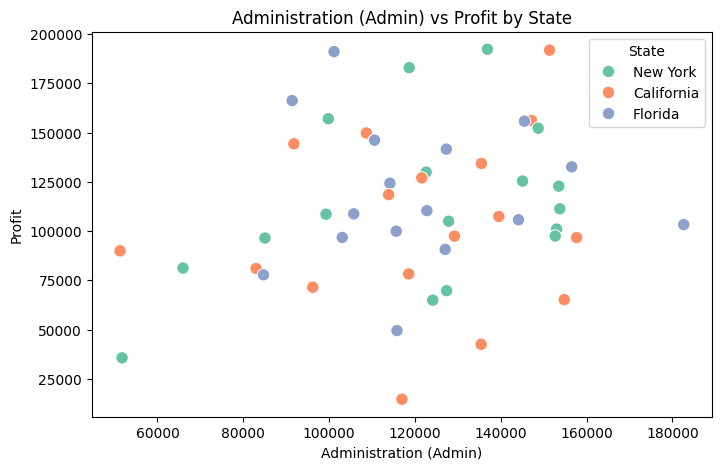 Administration (Admin) vs Profit by State
State
New York
California
Florida
200000
175000
150000
125000
100000
75000
50000
25000
Profit
60000
80000
100000
120000
140000
160000
180000
Administration (Admin)